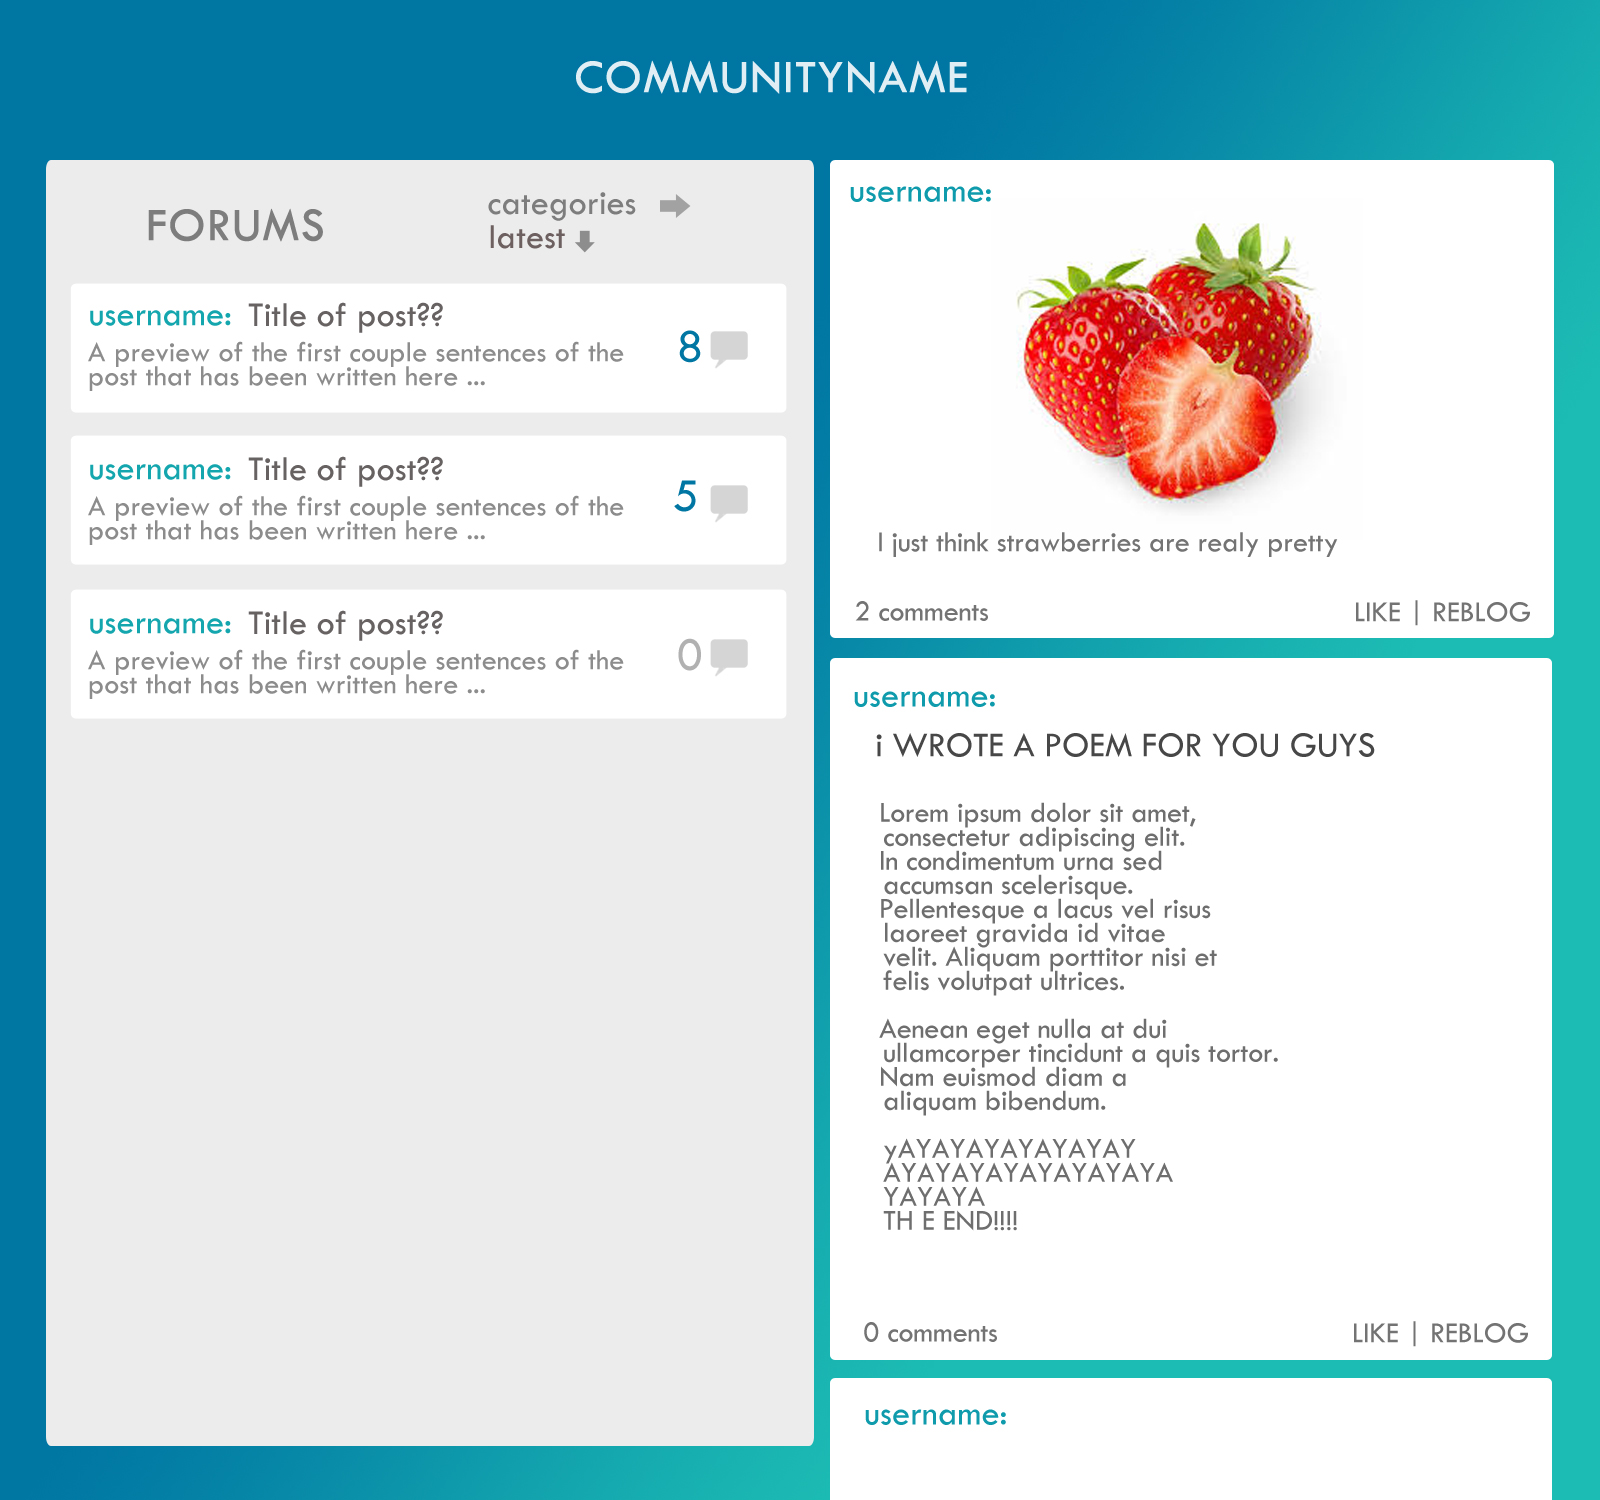 COMMUNITYNAME
FORUMS
categories
latest
username: Title of post??
A preview of the first couple sentences of the
post that has been written here ...
8
username: Title of post??
A preview of the first couple sentences of the
post that has been written here ...
5
username: Title of post??
A preview of the first couple sentences of the
post that has been written here ...
0
username:
I just think strawberries are realy pretty
2 comments
LIKE | REBLOG
username:
i WROTE A POEM FOR YOU GUYS
Lorem ipsum dolor sit amet,
consectetur adipiscing elit.
In condimentum urna sed
accumsan scelerisque.
Pellentesque a lacus vel risus
laoreet gravida id vitae
velit. Aliquam porttitor nisi et
felis volutpat ultrices.
Aenean eget nulla at dui
ullamcorper tincidunt a quis tortor.
Nam euismod diam a
aliquam bibendum.
yAYAYAYAYAYAYAY
AYAYAYAYAYAYAYAYA
YAYAYA
TH E END!!!!
0 comments
LIKE | REBLOG
username: